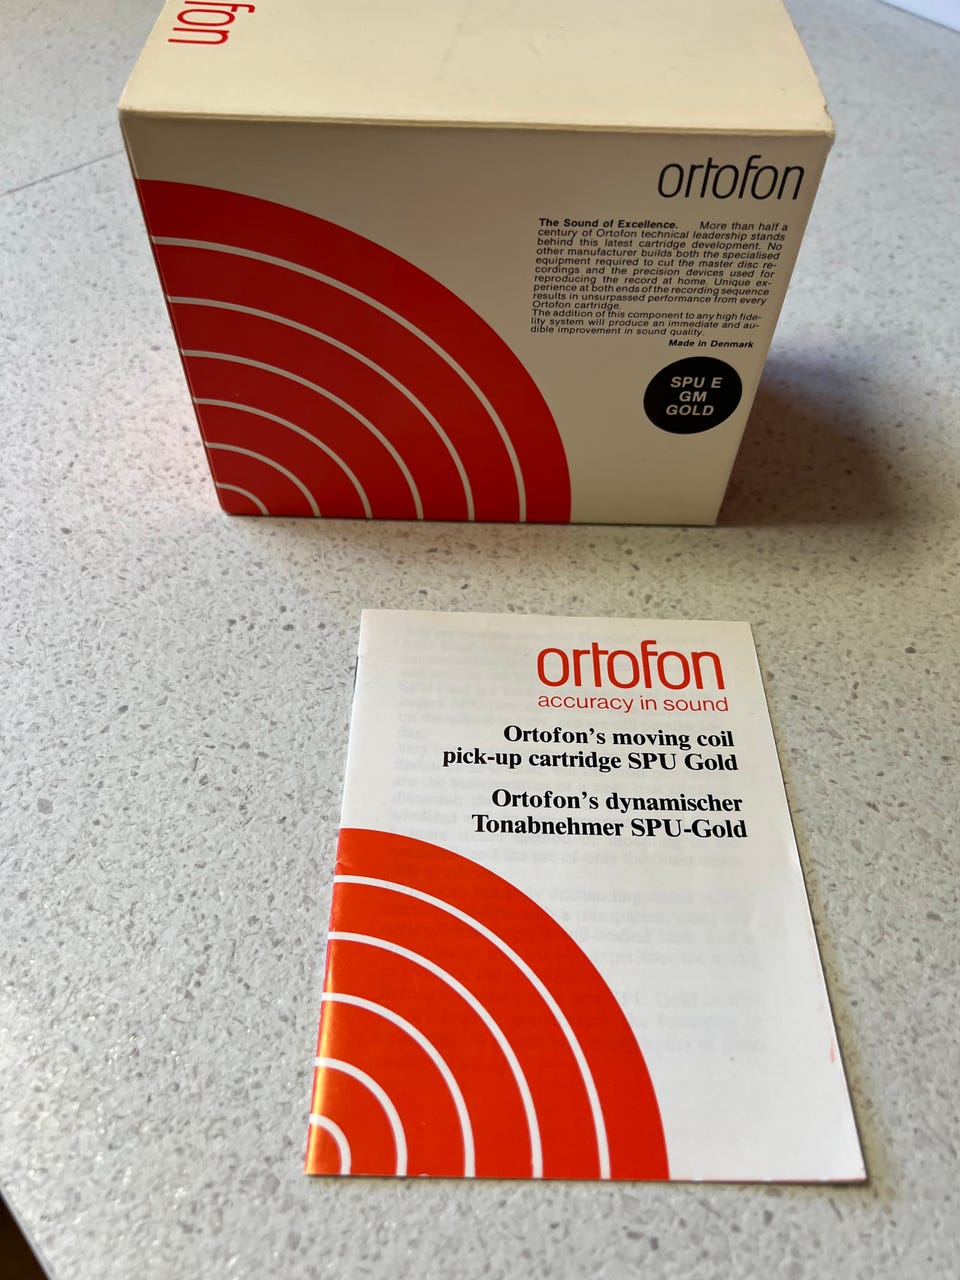 fon
ortofon
The Sound of Excellence. More than half a
century of Ortofon technical leadership stands
behind this latest cartridge development. No
other manufacturer builds both the specialised
equipment required to cut the master disc re-
cordings and the precision devices used for
reproducing the record at home. Unique ex-
perience at both ends of the recording sequence
results in unsurpassed performance from every
Ortofon cartridge.
The addition of this component to any high fide-
lity system will produce an immediate and au-
dible improvement in sound quality.
Made in Denmark
SPU E
GM
GOLD
ortofon
accuracy in sound
Ortofon's moving coil
pick-up cartridge SPU Gold
Ortofon's dynamischer
Tonabnehmer SPU-Gold